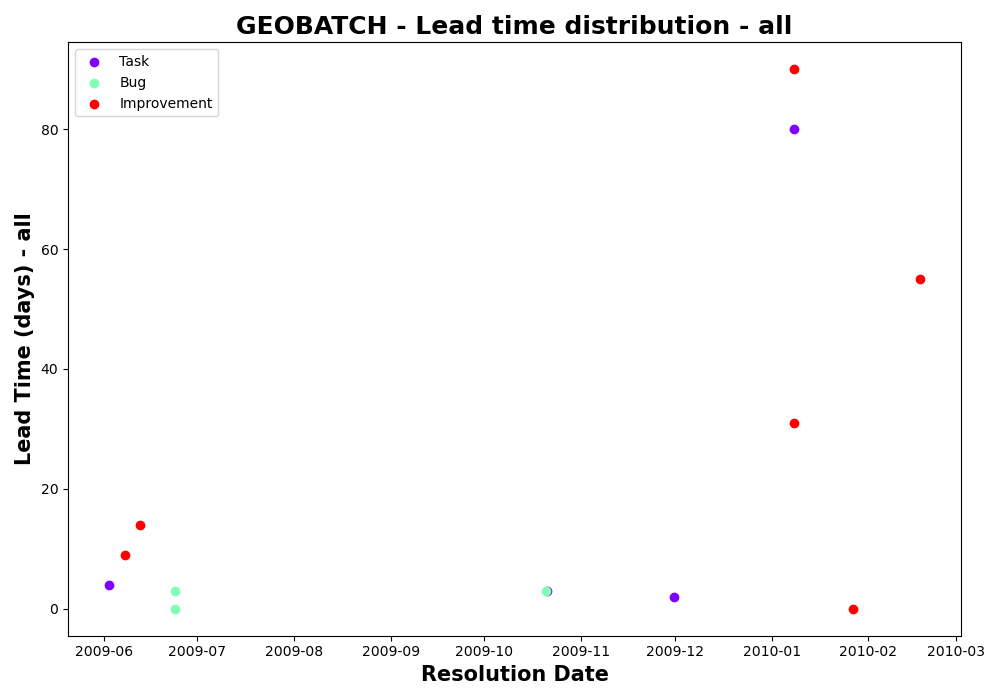 GEOBATCH - Lead time distribution - all
Task
Bug
Improvement
Lead Time (days) - all
80
60
40
20
0
2009-06 2009-07 2009-08 2009-09 2009-10 2009-11 2009-12 2010-01 2010-02 2010-03
Resolution Date